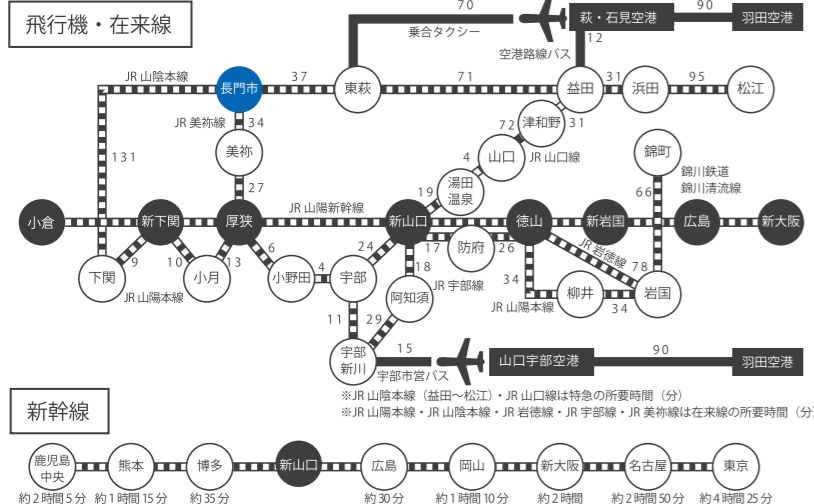 飛行機・在来線
70
乗合タクシー
萩・石見空港
90
羽田空港
空港路線バス
12
JR 山陰本線
長門市
37
東萩
71
益田
31
浜田
95
松江
JR 美祢線
34
131
美祢
27
津和野
31
72
JR 山口線
山口
4
湯田
温泉
19
錦町
錦川鉄道
錦川清流線
66
小倉
新下関
厚狭
JR 山陽新幹線
新山口
徳山
新岩国
広島
新大阪
9
10
13
6
24
17
防府
26
JR 岩徳線
78
下関
小月
小野田
4
宇部
18
34
JR 山陽本線
JR 宇部線
阿知須
JR 山陽本線
柳井
34
岩国
11
29
宇部
新川
15
宇部市営バス
山口宇部空港
90
羽田空港
※JR 山陰本線（益田〜松江）・JR 山口線は特急の所要時間（分）
※JR 山陽本線・JR 山陰本線・JR 岩徳線・JR 宇部線・JR 美祢線は在来線の所要時間（分）
新幹線
鹿児島
中央
熊本
博多
新山口
広島
岡山
新大阪
名古屋
東京
約 2 時間 5 分
約 1 時間 15 分
約 35 分
約 30 分
約 1 時間 10 分
約 2 時間
約 2 時間 50 分
約 4 時間 25 分